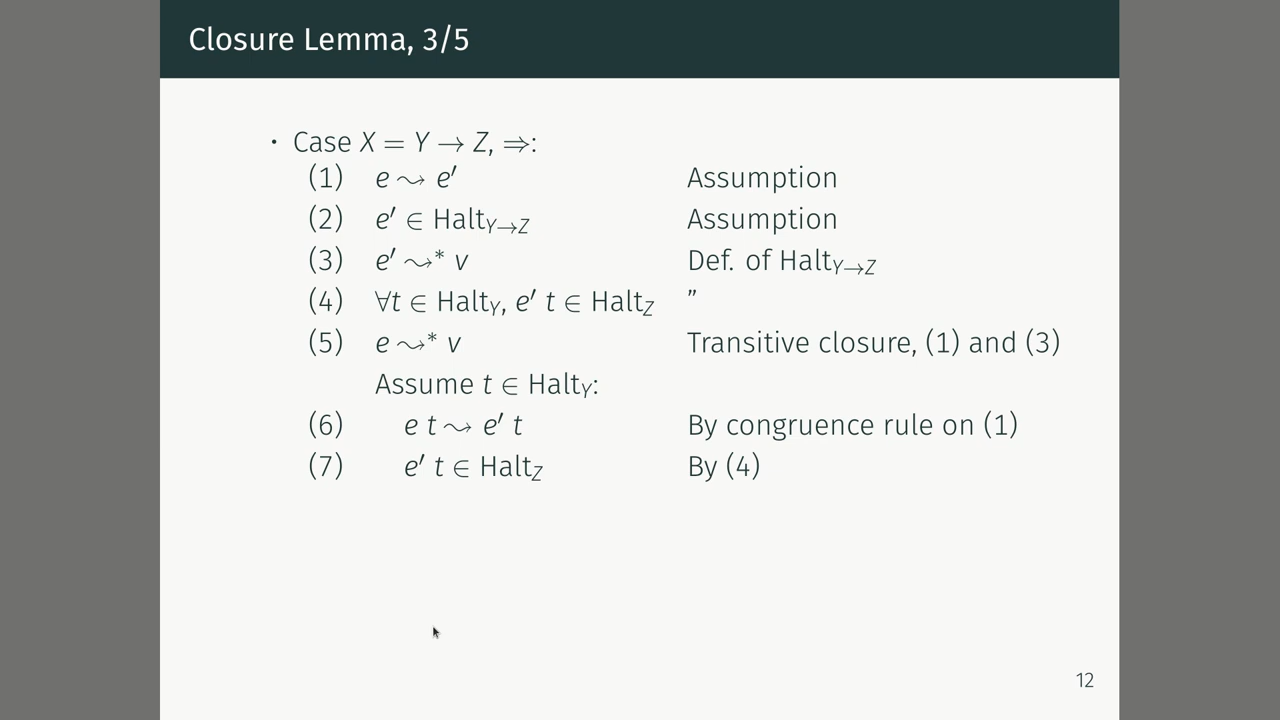 Closure Lemma, 3/5
• Case X = Y → Z, ⇒:
(1) e ⇝ e′ Assumption
(2) e′ ∈ Halt_{Y→Z} Assumption
(3) e′ ⇝* v Def. of Halt_{Y→Z}
(4) ∀t ∈ Halt_Y, e′ t ∈ Halt_Z ”
(5) e ⇝* v Transitive closure, (1) and (3)
Assume t ∈ Halt_Y:
(6) e t ⇝ e′ t By congruence rule on (1)
(7) e′ t ∈ Halt_Z By (4)
12